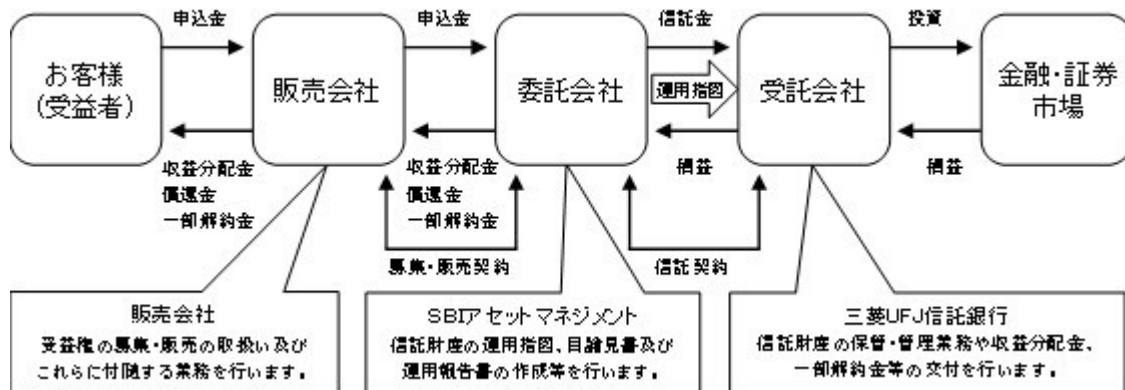 申込金
申込金
信託金
投資
お客様
(受益者)
販売会社
委託会社
運用指図
受託会社
金融・証券
市場
収益分配金
償還金
一部解約金
収益分配金
償還金
一部解約金
損益
損益
募集・販売契約
信託契約
販売会社
受益権の募集・販売の取扱い及び
これらに付随する業務を行います。
SBIアセットマネジメント
信託財産の運用指図、目論見書及び
運用報告書の作成等を行います。
三菱UFJ信託銀行
信託財産の保管・管理業務や収益分配金、
一部解約金等の交付を行います。